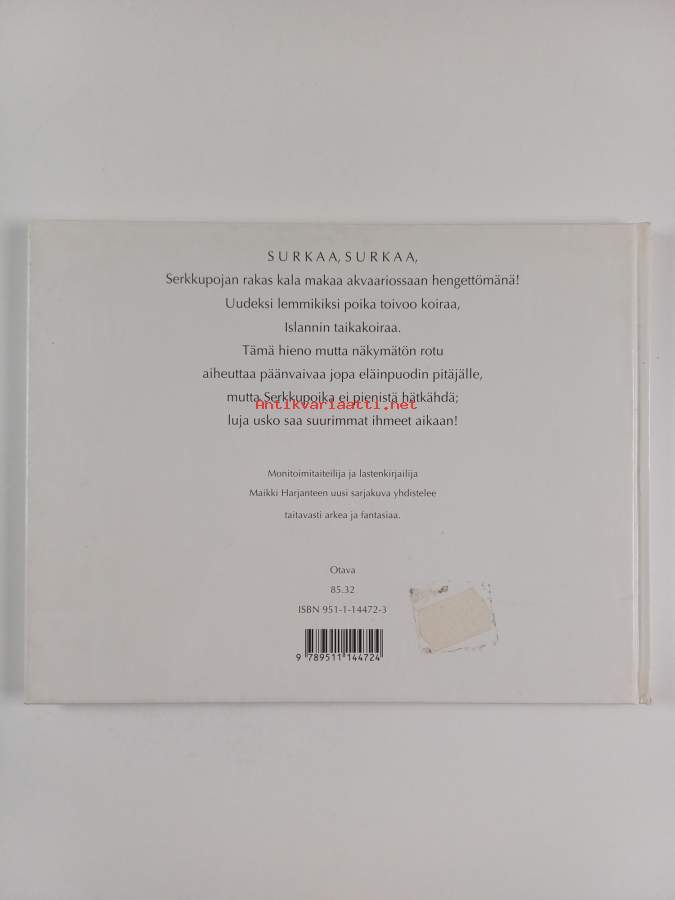 SURKAA, SURKAA,
Serkkupojan rakas kala makaa akvaariossaan hengettömänä!
Uudeksi lemmikiksi poika toivoo koiraa,
Islannin taikakoiraa.
Tämä hieno mutta näkymätön rotu
aiheuttaa päänvaivaa jopa eläinpuodin pitäjälle,
mutta Serkkupoika ei pienistä hätkähdä;
Antikvariaatti.net
luja usko saa suurimmat ihmeet aikaan!
Monitoimitaiteilija ja lastenkirjailija
Maikki Harjanteen uusi sarjakuva yhdistelee
taitavasti arkea ja fantasiaa.
Otava
85.32
ISBN 951-1-14472-3
9 789511 144724